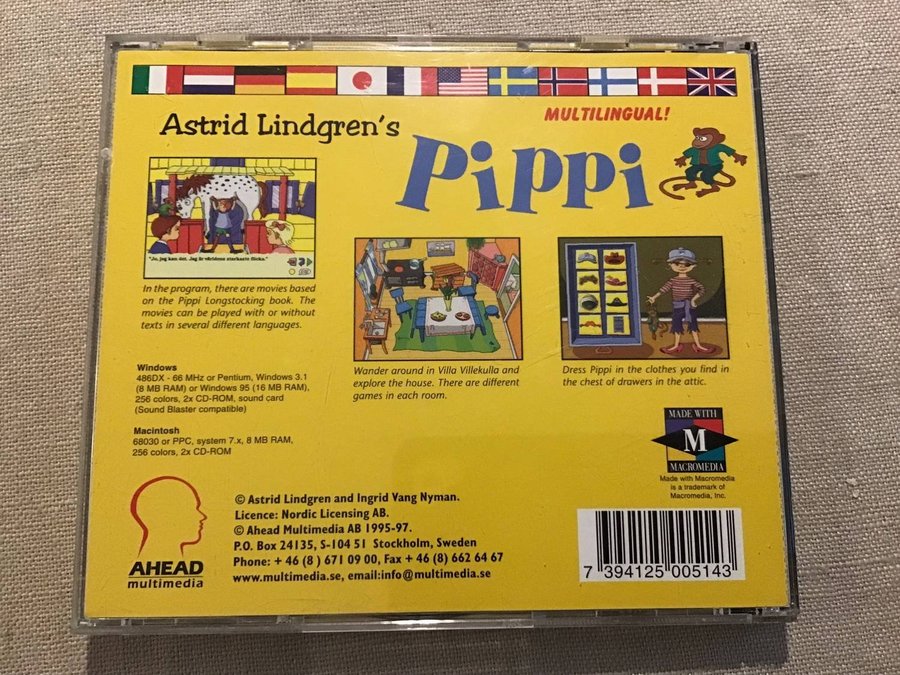 MULTILINGUAL!
Astrid Lindgren's
Pippi
"Jo, jag kan det. Jag är världens starkaste flicka."
In the program, there are movies based
on the Pippi Longstocking book. The
movies can be played with or without
texts in several different languages.
Wander around in Villa Villekulla and
explore the house. There are different
games in each room.
Dress Pippi in the clothes you find in
the chest of drawers in the attic.
Windows
486DX - 66 MHz or Pentium, Windows 3.1
(8 MB RAM) or Windows 95 (16 MB RAM),
256 colors, 2x CD-ROM, sound card
(Sound Blaster compatible)
Macintosh
68030 or PPC, system 7.x, 8 MB RAM,
256 colors, 2x CD-ROM
MADE WITH
M
MACROMEDIA
Made with Macromedia
is a trademark of
Macromedia, Inc.
AHEAD
multimedia
© Astrid Lindgren and Ingrid Vang Nyman.
Licence: Nordic Licensing AB.
© Ahead Multimedia AB 1995-97.
P.O. Box 24135, S-104 51 Stockholm, Sweden
Phone: + 46 (8 ) 671 09 00, Fax + 46 (8) 662 64 67
www.multimedia.se, email:info@multimedia.se
7 394125 005143